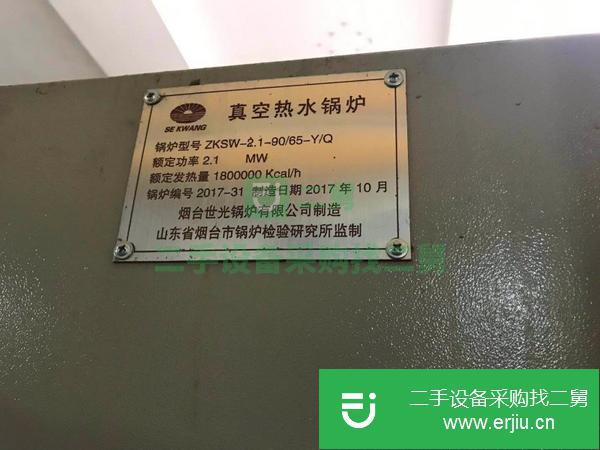 SE KWANG
真空热水锅炉
锅炉型号 ZKSW-2.1-90/65-Y/Q
额定功率 2.1 MW
额定发热量 1800000 Kcal/h
锅炉编号 2017-31 制造日期 2017 年 10 月
烟台世光锅炉有限公司制造
山东省烟台市锅炉检验研究所监制
二手设备采购找二舅
二手设备采购找二舅
www.erjiu.cn